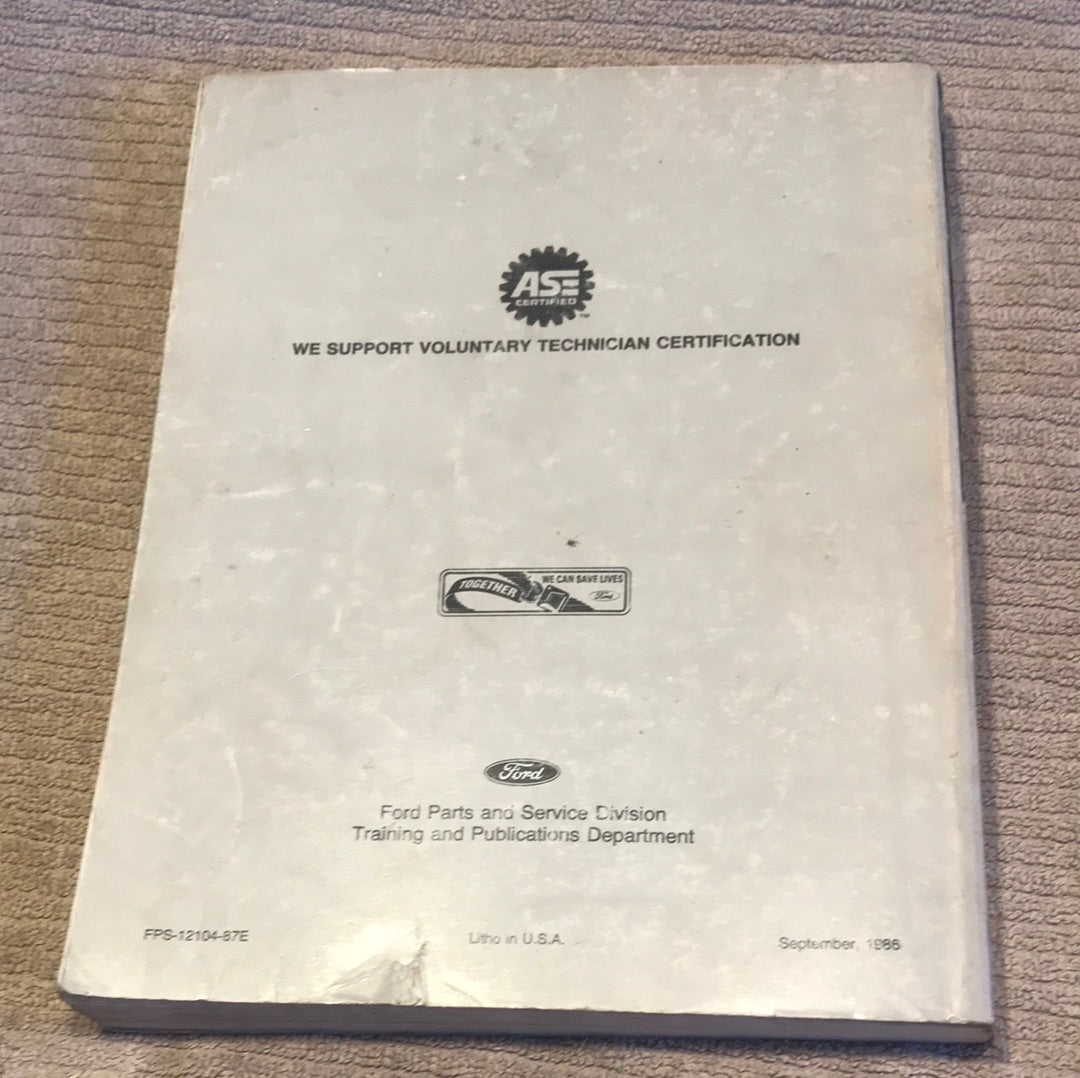 ASE
CERTIFIED
TM
WE SUPPORT VOLUNTARY TECHNICIAN CERTIFICATION
TOGETHER
WE CAN SAVE LIVES
Ford
Ford
Ford Parts and Service Division
Training and Publications Department
FPS-12104-87E
Litho in U.S.A.
September, 1986